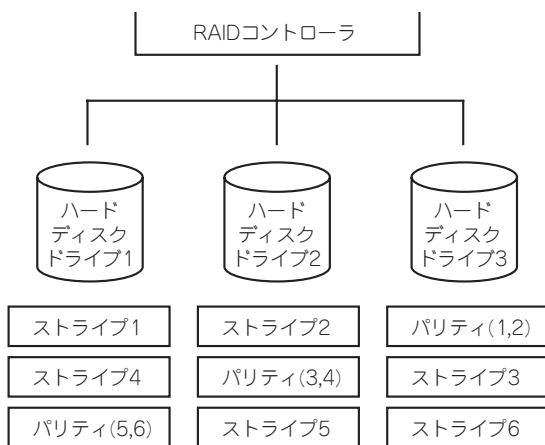 RAIDコントローラ
ハード
ディスク
ドライブ1
ハード
ディスク
ドライブ2
ハード
ディスク
ドライブ3
ストライプ1
ストライプ2
パリティ(1,2)
ストライプ4
パリティ(3,4)
ストライプ3
パリティ(5,6)
ストライプ5
ストライプ6